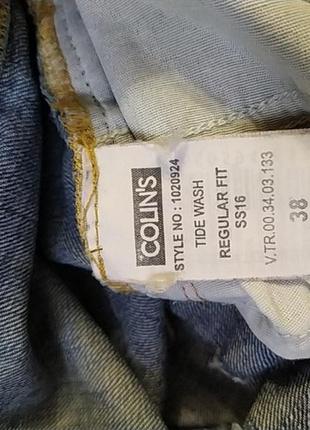 COLIN'S
STYLE NO: 1020924
TIDE WASH
REGULAR FIT
SS16
V.TR.00.34.03.133
38